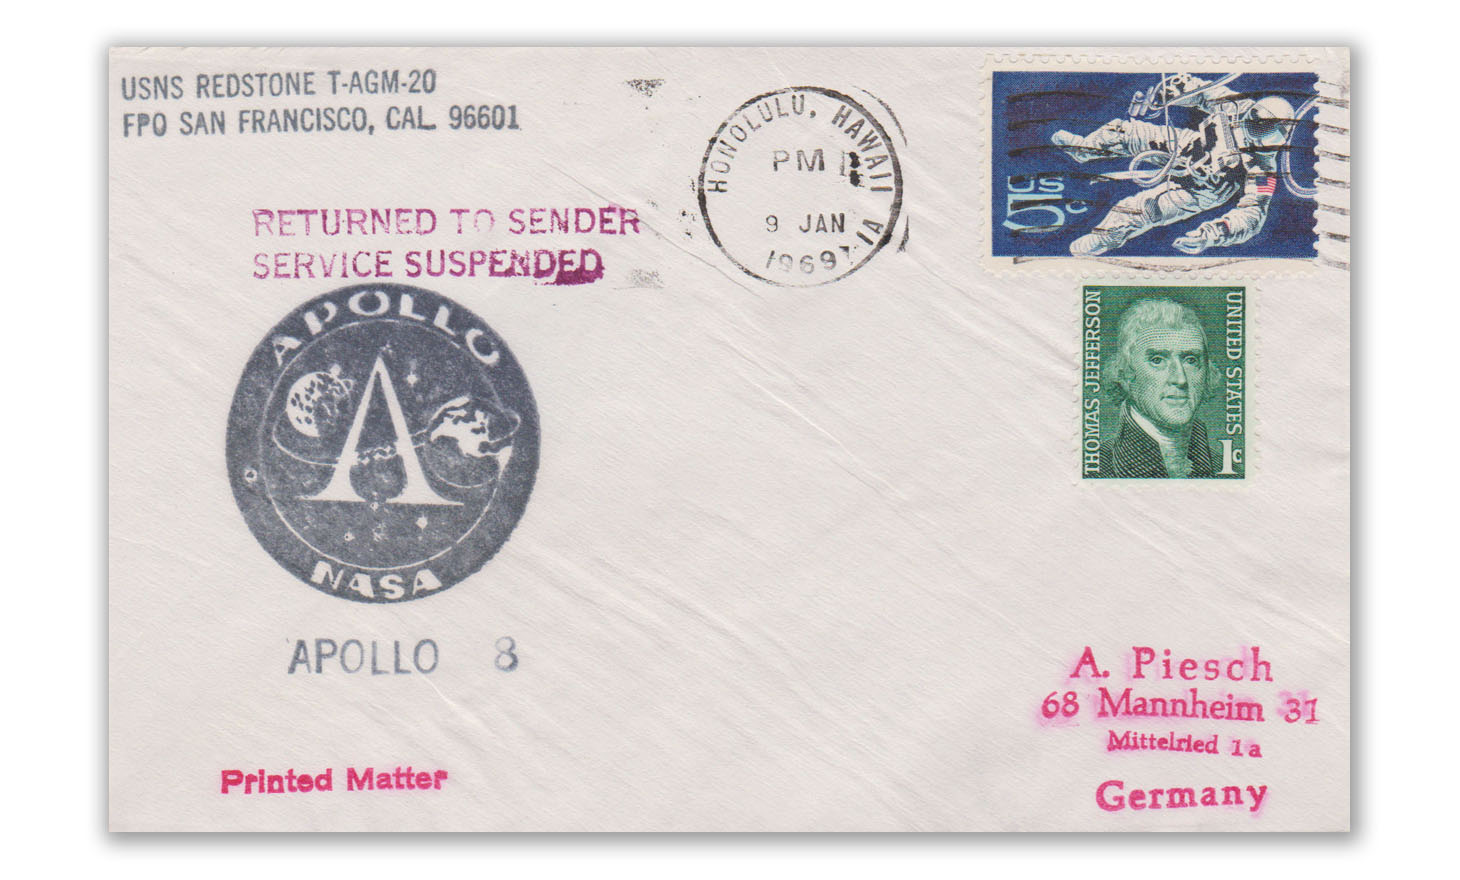 USNS REDSTONE T-AGM-20
FPO SAN FRANCISCO, CAL. 96601
RETURNED TO SENDER
SERVICE SUSPENDED
HONOLULU, HAWAII
PM
9 JAN
1969
1A
US
5c
THOMAS JEFFERSON
UNITED STATES
1c
APOLLO
NASA
APOLLO 8
Printed Matter
A. Piesch
68 Mannheim 31
Mittelried 1a
Germany